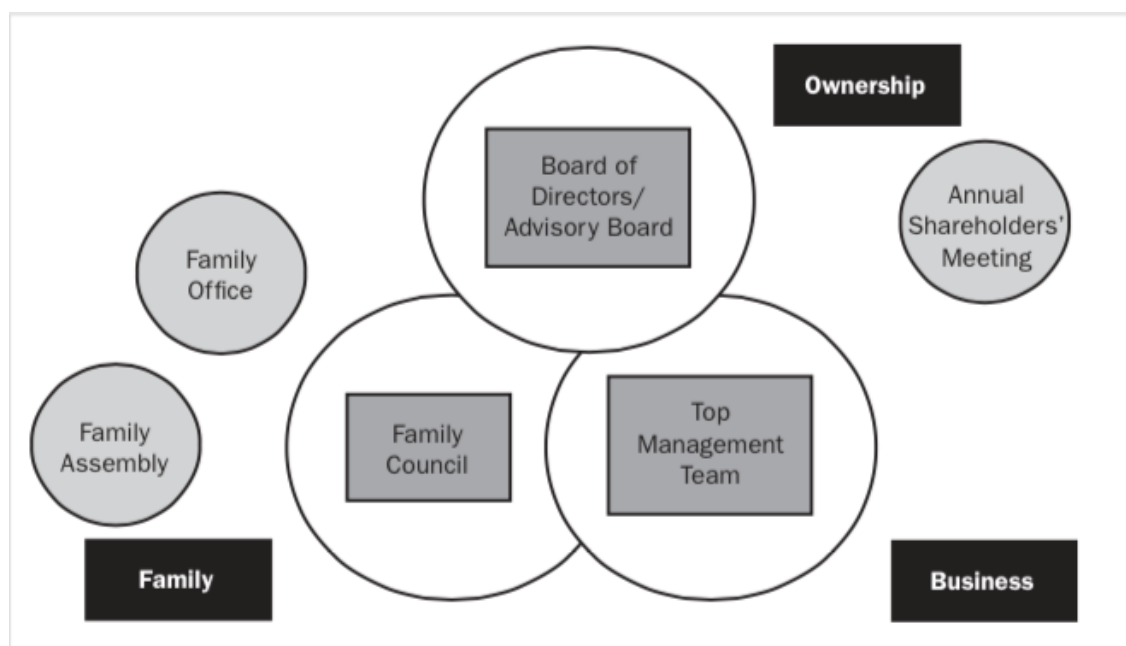 Ownership
Board of
Directors/
Advisory Board
Annual
Shareholders’
Meeting
Family
Office
Family
Assembly
Family
Council
Top
Management
Team
Family
Business